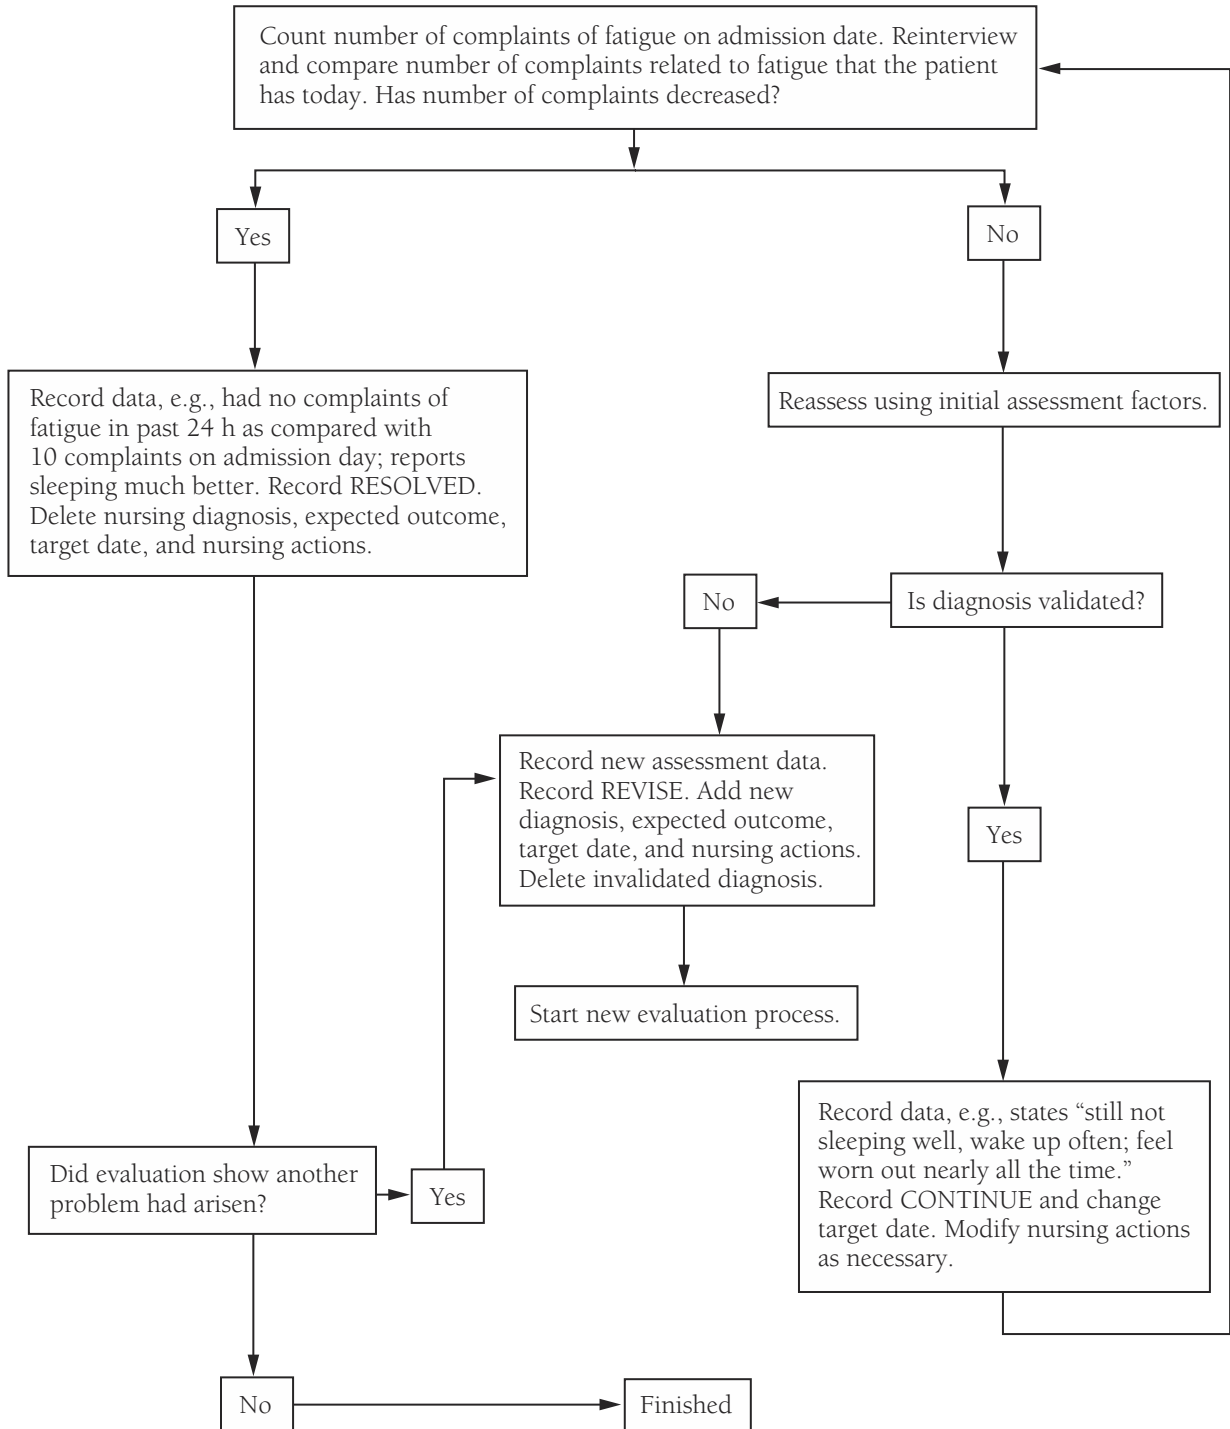 Count number of complaints of fatigue on admission date. Reinterview
and compare number of complaints related to fatigue that the patient
has today. Has number of complaints decreased?
Yes
No
Record data, e.g., had no complaints of
fatigue in past 24 h as compared with
10 complaints on admission day; reports
sleeping much better. Record RESOLVED.
Delete nursing diagnosis, expected outcome,
target date, and nursing actions.
Reassess using initial assessment factors.
No
Is diagnosis validated?
Record new assessment data.
Record REVISE. Add new
diagnosis, expected outcome,
target date, and nursing actions.
Delete invalidated diagnosis.
Yes
Start new evaluation process.
Record data, e.g., states “still not
sleeping well, wake up often; feel
worn out nearly all the time.”
Record CONTINUE and change
target date. Modify nursing actions
as necessary.
Did evaluation show another
problem had arisen?
Yes
No
Finished